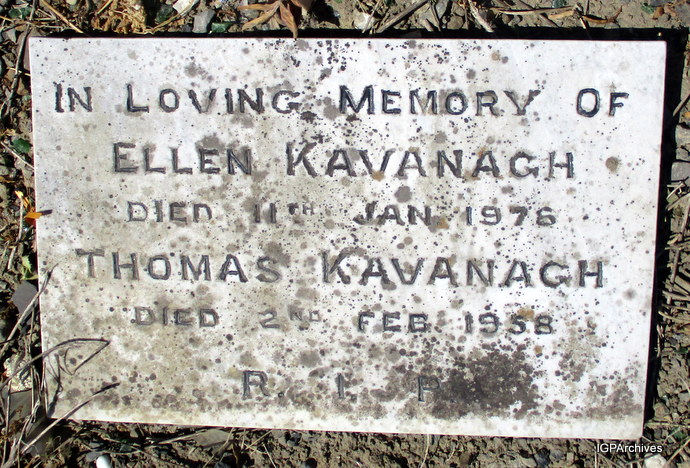 IN LOVING MEMORY OF
ELLEN KAVANAGH
DIED 11TH JAN 1976
THOMAS KAVANAGH
DIED 2ND FEB 1958
R. I. P
IGPArchives